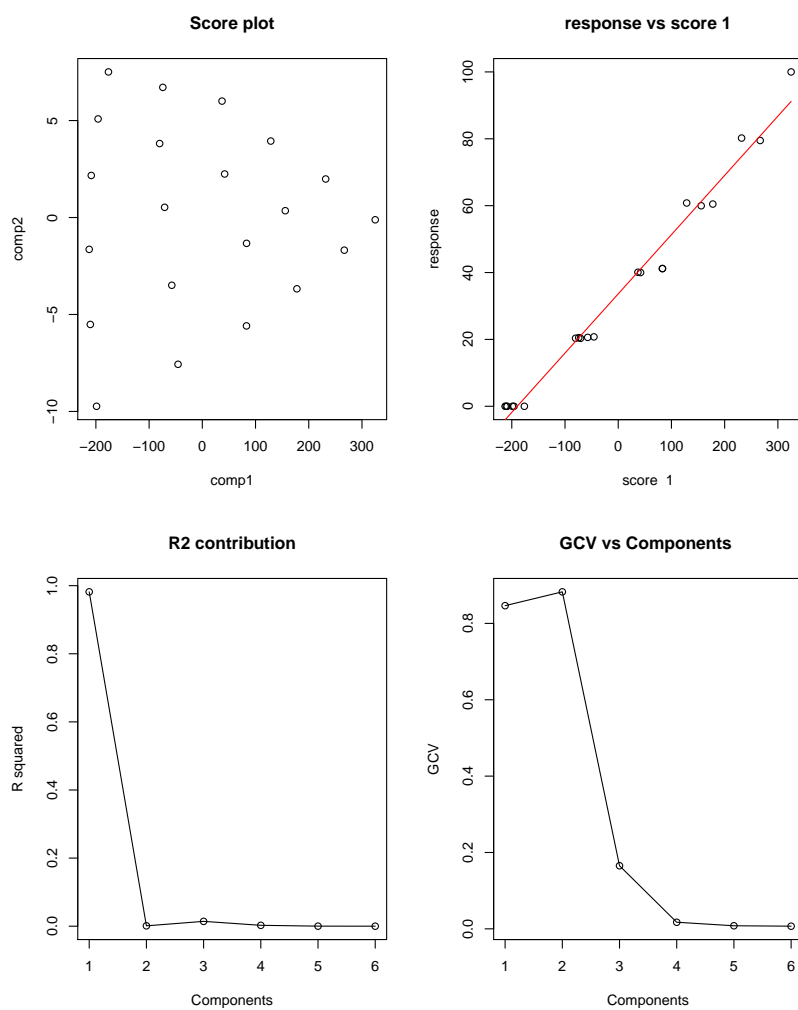 Score plot
comp2
5
0
−5
−10
−200 −100 0 100 200 300
comp1
response vs score 1
response
100
80
60
40
20
0
−200 −100 0 100 200 300
score 1
R2 contribution
R squared
1.0
0.8
0.6
0.4
0.2
0.0
1 2 3 4 5 6
Components
GCV vs Components
GCV
0.8
0.6
0.4
0.2
0.0
1 2 3 4 5 6
Components